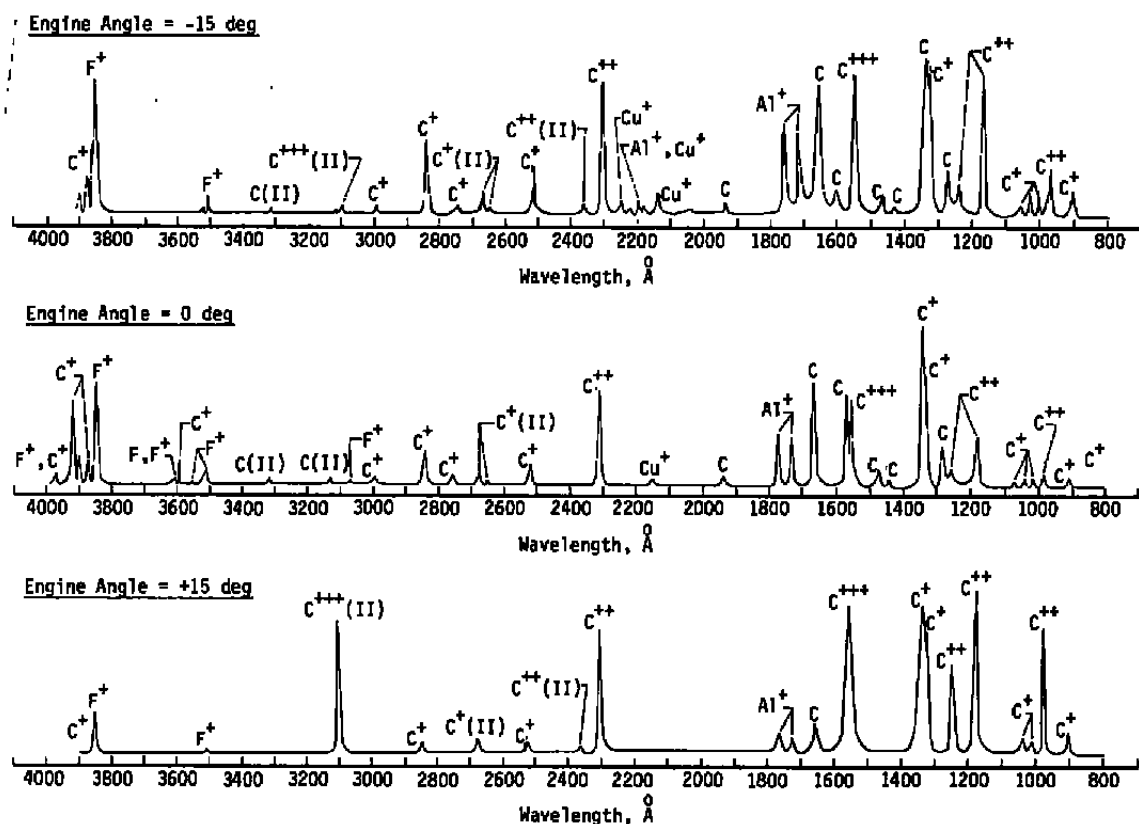 Engine Angle = -15 deg
F+
C+
F+
C+++(II)
C(II)
C+
C+
C+(II)
C+
C++(II)
C+
C++
Cu+
Al+,Cu+
Cu+
C
Al+
C
C
C+++
C
C
C
C+
C
C++
C+
C++
C+
4000 3800 3600 3400 3200 3000 2800 2600 2400 2200 2000 1800 1600 1400 1200 1000 800
Wavelength, Å
Engine Angle = 0 deg
F+,C+
C+
F+
F,F+
C+
F+
C(II)
C(II)
F+
C+
C+
C+
C+(II)
C+
C++
Cu+
C
Al+
C
C+++
C
C
C+
C+
C
C++
C+
C++
C+
C+
4000 3800 3600 3400 3200 3000 2800 2600 2400 2200 2000 1800 1600 1400 1200 1000 800
Wavelength, Å
Engine Angle = +15 deg
C+
F+
F+
C+++(II)
C+
C+(II)
C+
C++(II)
C++
Al+
C
C+++
C+
C+
C++
C++
C+
C++
C+
4000 3800 3600 3400 3200 3000 2800 2600 2400 2200 2000 1800 1600 1400 1200 1000 800
Wavelength, Å